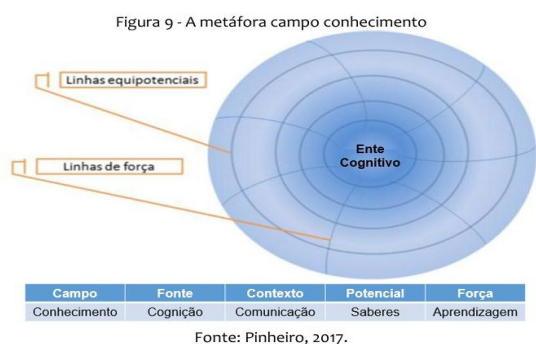 Figura 9 - A metáfora campo conhecimento
Linhas equipotenciais
Linhas de força
Ente
Cognitivo
Campo Fonte Contexto Potencial Força
Conhecimento Cognição Comunicação Saberes Aprendizagem
Fonte: Pinheiro, 2017.